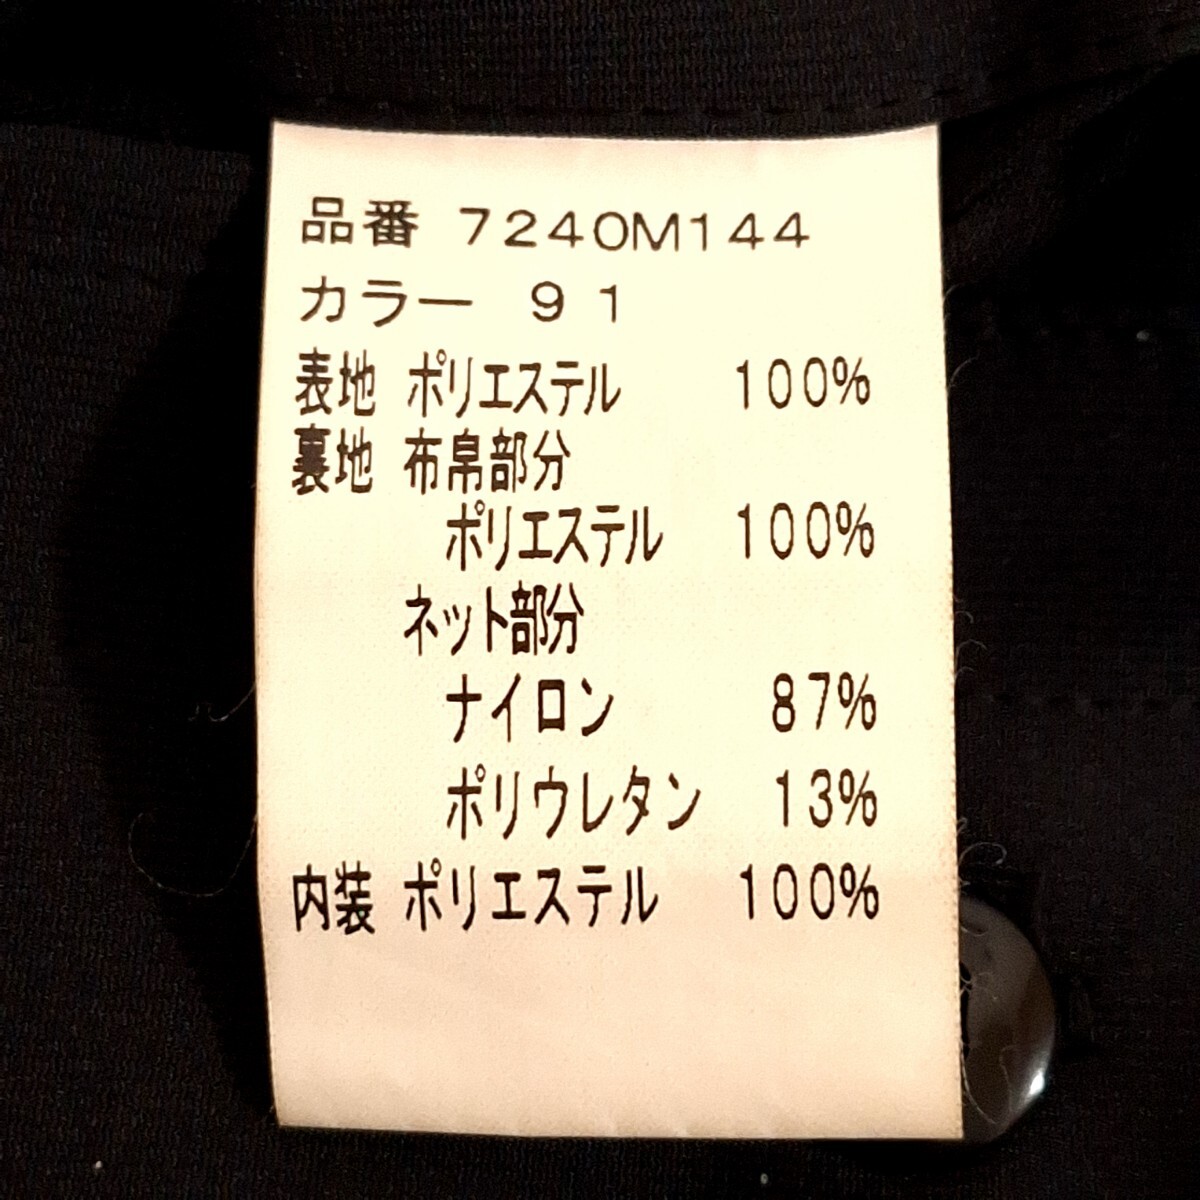 品番 7240M144
カラー 91
表地 ポリエステル 100%
裏地 布帛部分
ポリエステル 100%
ネット部分
ナイロン 87%
ポリウレタン 13%
内装 ポリエステル 100%